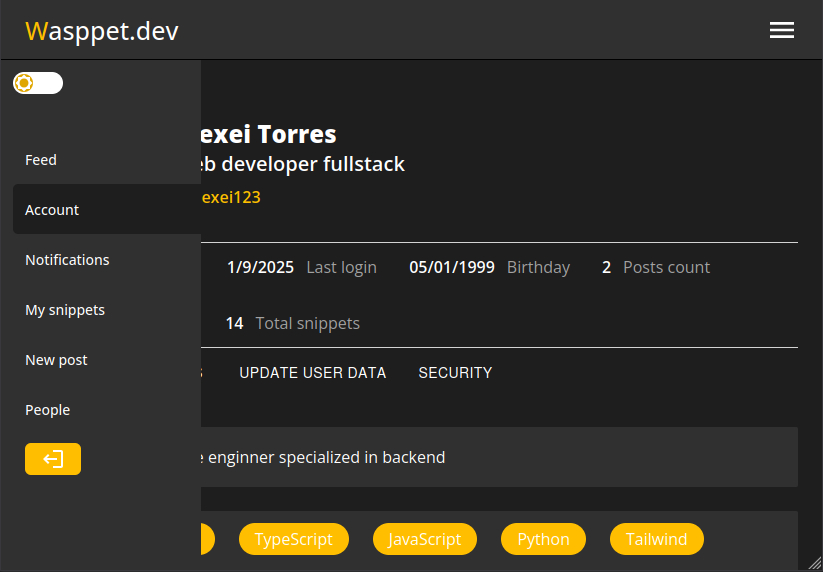 Wasppet.dev
Feed
Account
Notifications
My snippets
New post
People
exei Torres
eb developer fullstack
exei123
1/9/2025 Last login 05/01/1999 Birthday 2 Posts count
14 Total snippets
UPDATE USER DATA SECURITY
e enginner specialized in backend
TypeScript JavaScript Python Tailwind